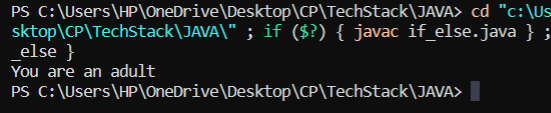 PS C:\Users\HP\OneDrive\Desktop\CP\TechStack\JAVA> cd "c:\Us
sktop\CP\TechStack\JAVA\" ; if ($?) { javac if_else.java } ;
_else }
You are an adult
PS C:\Users\HP\OneDrive\Desktop\CP\TechStack\JAVA>